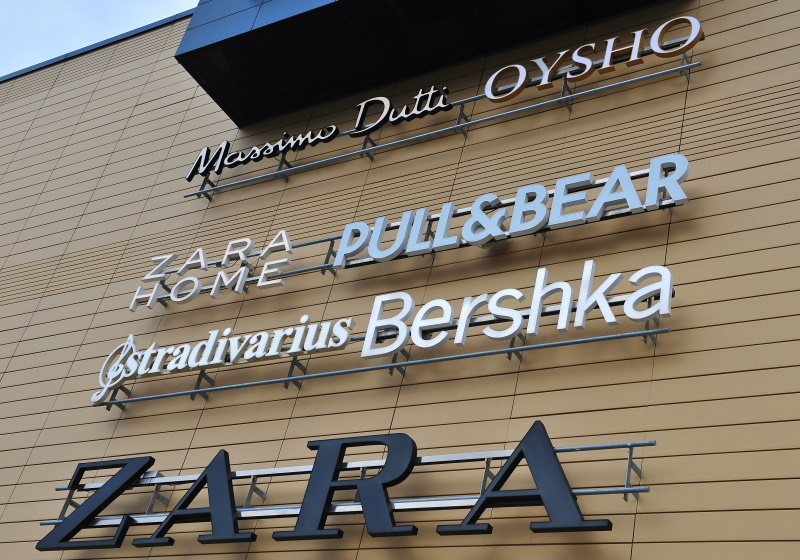 Massimo Dutti OYSHO
ZARA HOME PULL&BEAR
stradivarius Bershka
ZARA